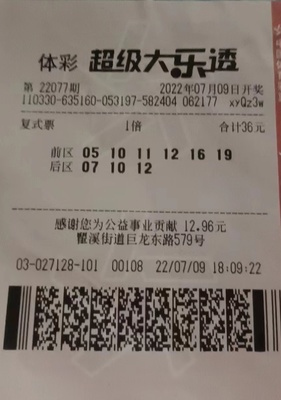 体彩 超级大乐透
第 22077期 2022年07月09日开奖
110330-635160-053197-582404 062177 xyQz3w
复式票 1倍 合计36元
前区 05 10 11 12 16 19
后区 07 10 12
感谢您为公益事业贡献 12.96元
瞿溪街道巨龙东路579号
03-027128-101 00108 22/07/09 18:09:22